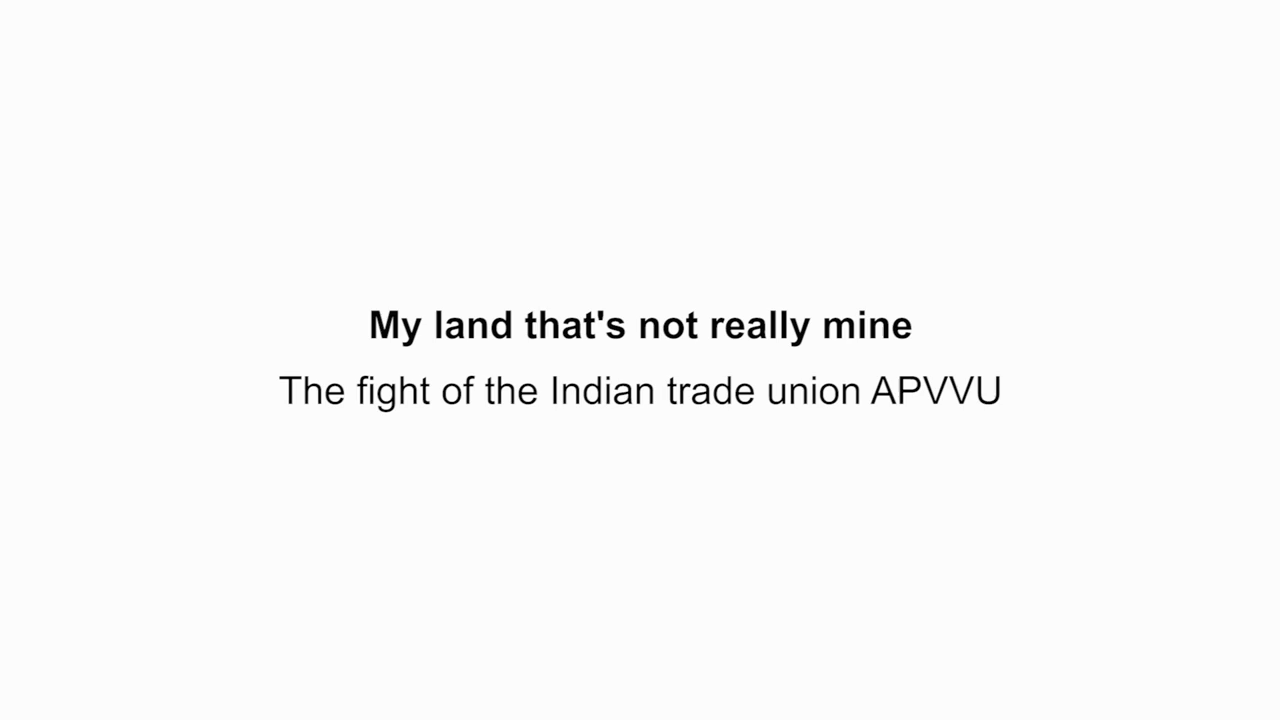 My land that's not really mine
The fight of the Indian trade union APVVU